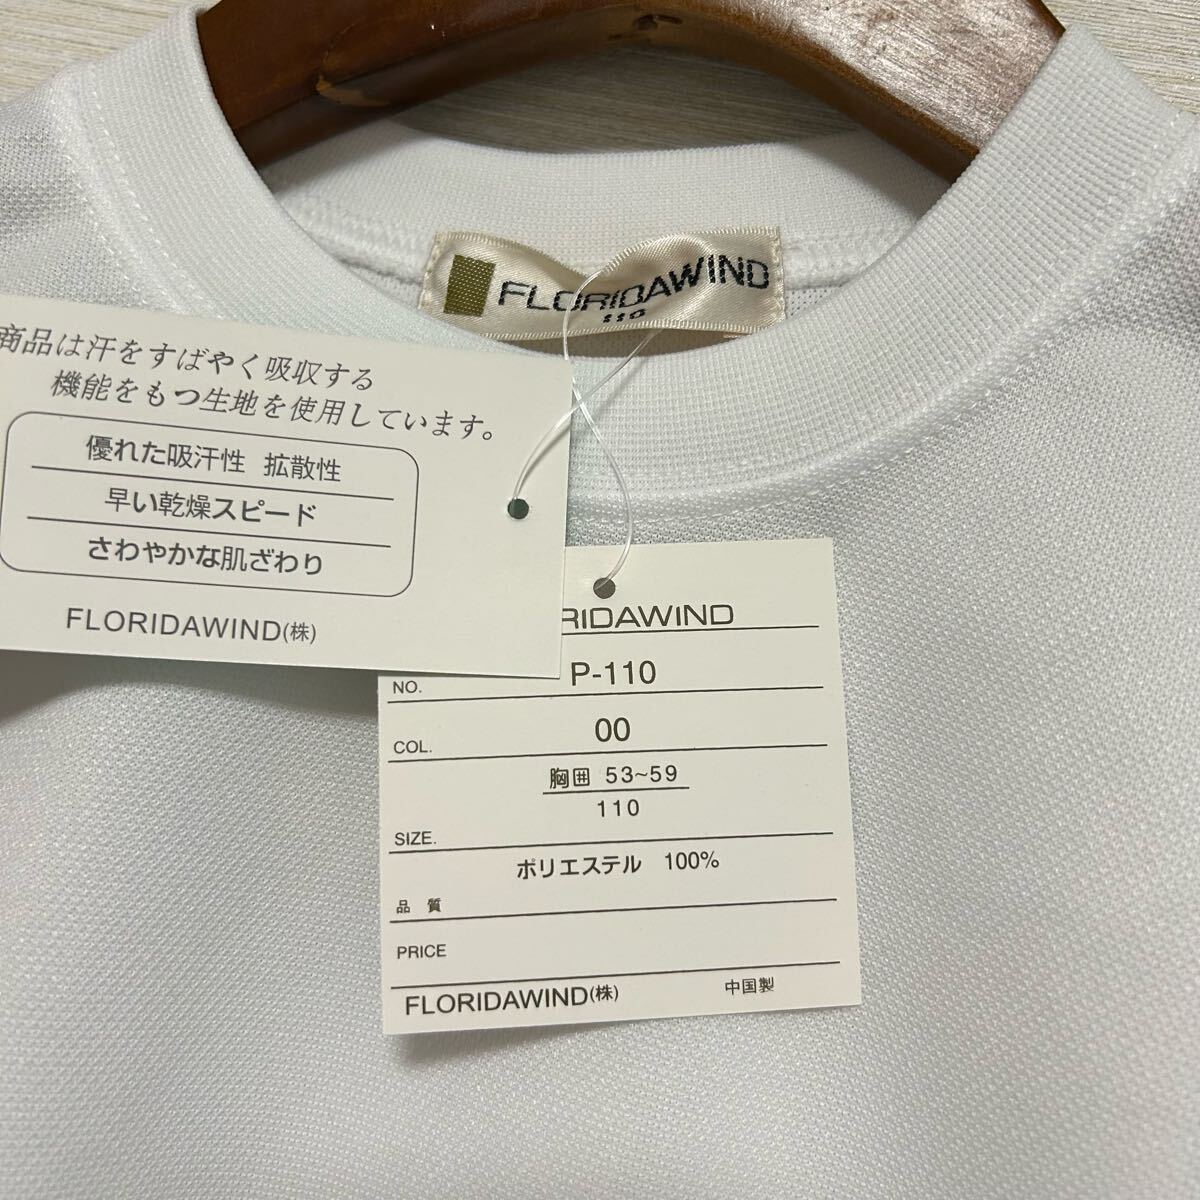 FLORIDAWIND
110
商品は汗をすばやく吸収する
機能をもつ生地を使用しています。
優れた吸汗性 拡散性
早い乾燥スピード
さわやかな肌ざわり
FLORIDAWIND(株)
RIDAWIND
NO. P-110
COL. 00
胸囲 53~59
110
SIZE.
ポリエステル 100%
品質
PRICE
FLORIDAWIND(株) 中国製